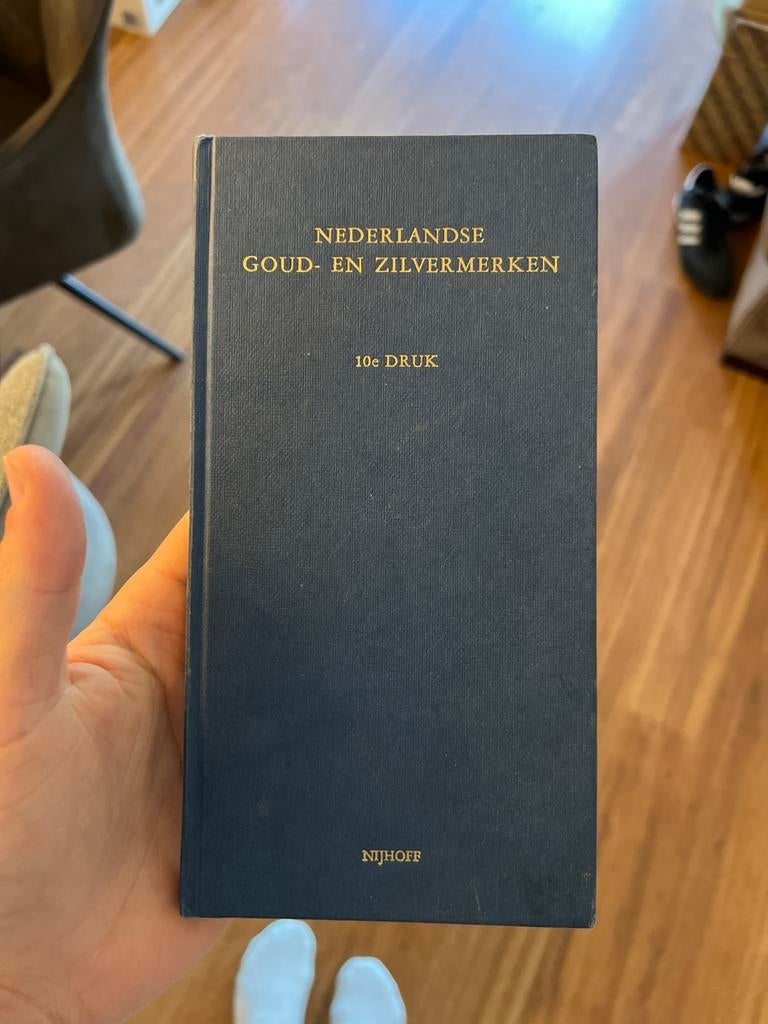 NEDERLANDSE
GOUD- EN ZILVERMERKEN
10e DRUK
NIJHOFF